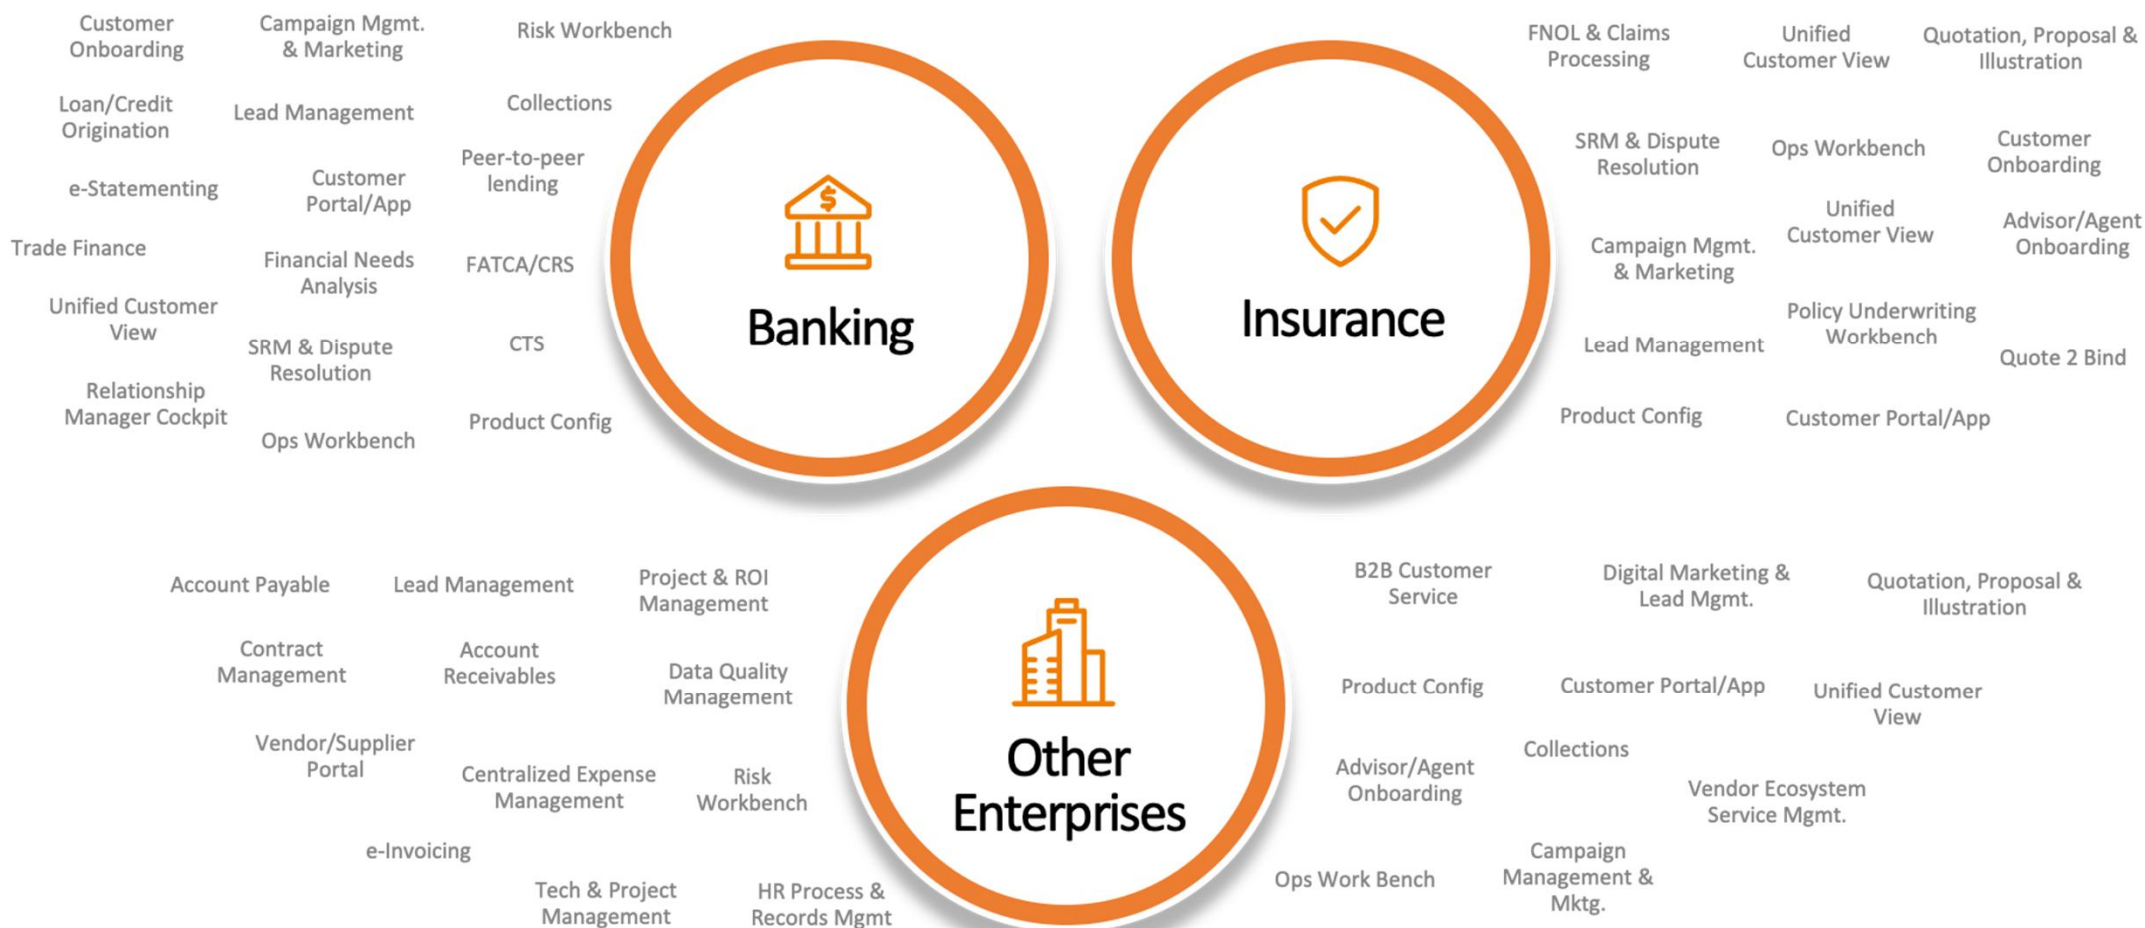 Customer
Onboarding
Campaign Mgmt.
& Marketing
Risk Workbench
Loan/Credit
Origination
Lead Management
Collections
e-Statementing
Customer
Portal/App
Peer-to-peer
lending
Trade Finance
Financial Needs
Analysis
FATCA/CRS
Unified Customer
View
SRM & Dispute
Resolution
CTS
Relationship
Manager Cockpit
Ops Workbench
Product Config
$
Banking
Insurance
FNOL & Claims
Processing
Unified
Customer View
Quotation, Proposal &
Illustration
SRM & Dispute
Resolution
Ops Workbench
Customer
Onboarding
Campaign Mgmt.
& Marketing
Unified
Customer View
Advisor/Agent
Onboarding
Lead Management
Policy Underwriting
Workbench
Quote 2 Bind
Product Config
Customer Portal/App
Account Payable
Lead Management
Project & ROI
Management
Contract
Management
Account
Receivables
Data Quality
Management
Vendor/Supplier
Portal
Centralized Expense
Management
Risk
Workbench
e-Invoicing
Tech & Project
Management
HR Process &
Records Mgmt
Other
Enterprises
B2B Customer
Service
Digital Marketing &
Lead Mgmt.
Quotation, Proposal &
Illustration
Product Config
Customer Portal/App
Unified Customer
View
Advisor/Agent
Onboarding
Collections
Vendor Ecosystem
Service Mgmt.
Ops Work Bench
Campaign
Management &
Mktg.